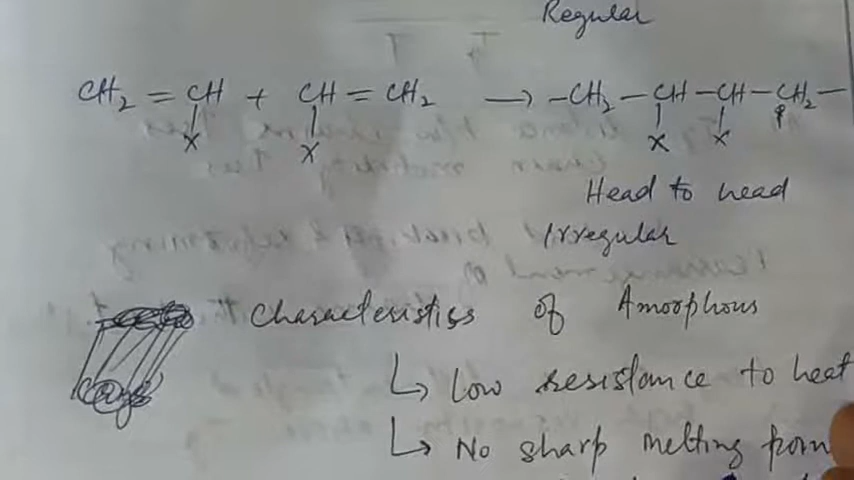 Regular
CH2 = CH + CH = CH2 → -CH2 - CH - CH - CH2 -
X X X X
Head to head
Irregular
Characteristics of Amorphous
↳ Low resistance to heat
↳ No sharp melting